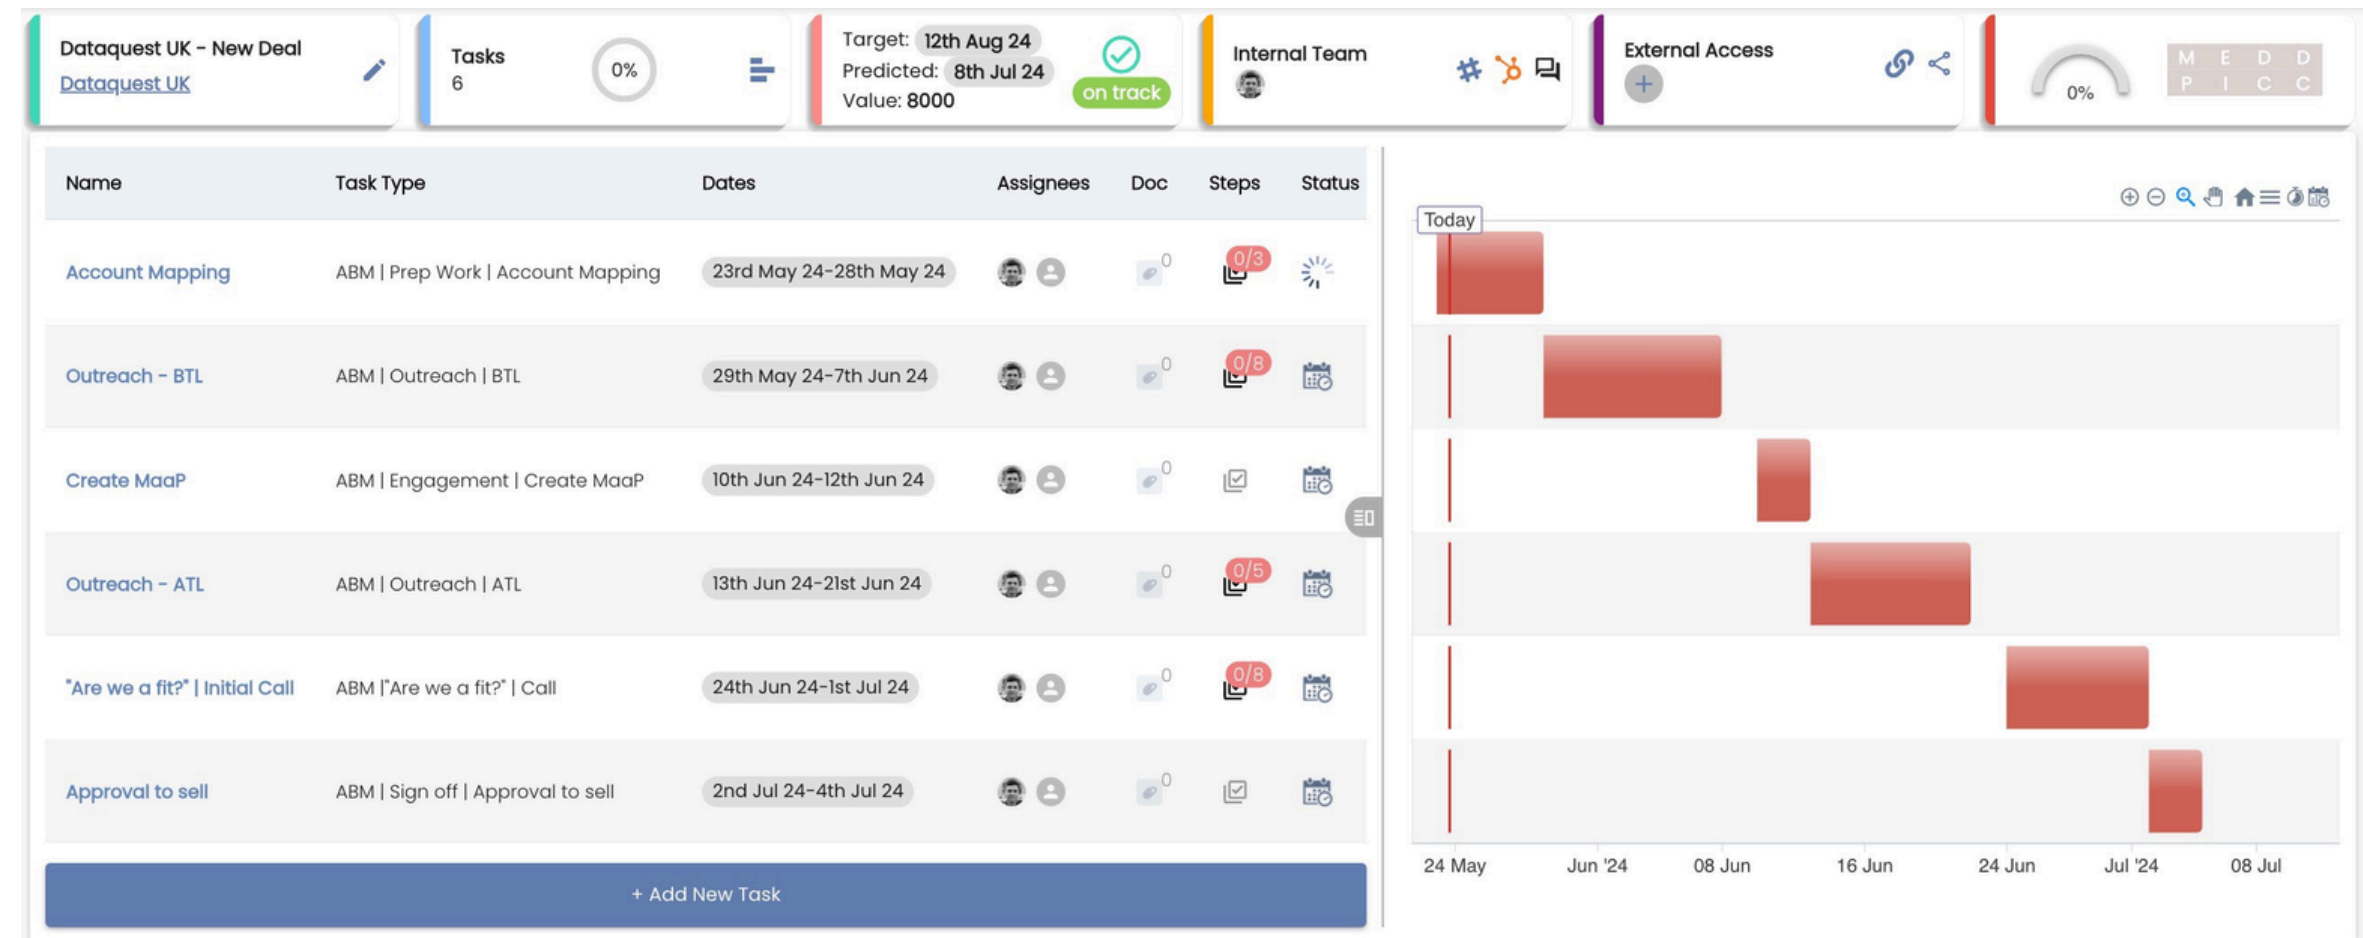 Dataquest UK - New Deal
Dataquest UK
Tasks
6
0%
Target: 12th Aug 24
Predicted: 8th Jul 24
Value: 8000
on track
Internal Team
External Access
0%
M E D D
P I C C
Name Task Type Dates Assignees Doc Steps Status
Account Mapping ABM | Prep Work | Account Mapping 23rd May 24-28th May 24 0 0/3
Outreach - BTL ABM | Outreach | BTL 29th May 24-7th Jun 24 0 0/8
Create MaaP ABM | Engagement | Create MaaP 10th Jun 24-12th Jun 24 0
Outreach - ATL ABM | Outreach | ATL 13th Jun 24-21st Jun 24 0 0/5
"Are we a fit?" | Initial Call ABM |"Are we a fit?" | Call 24th Jun 24-1st Jul 24 0 0/8
Approval to sell ABM | Sign off | Approval to sell 2nd Jul 24-4th Jul 24 0
+ Add New Task
Today
24 May Jun '24 08 Jun 16 Jun 24 Jun Jul '24 08 Jul